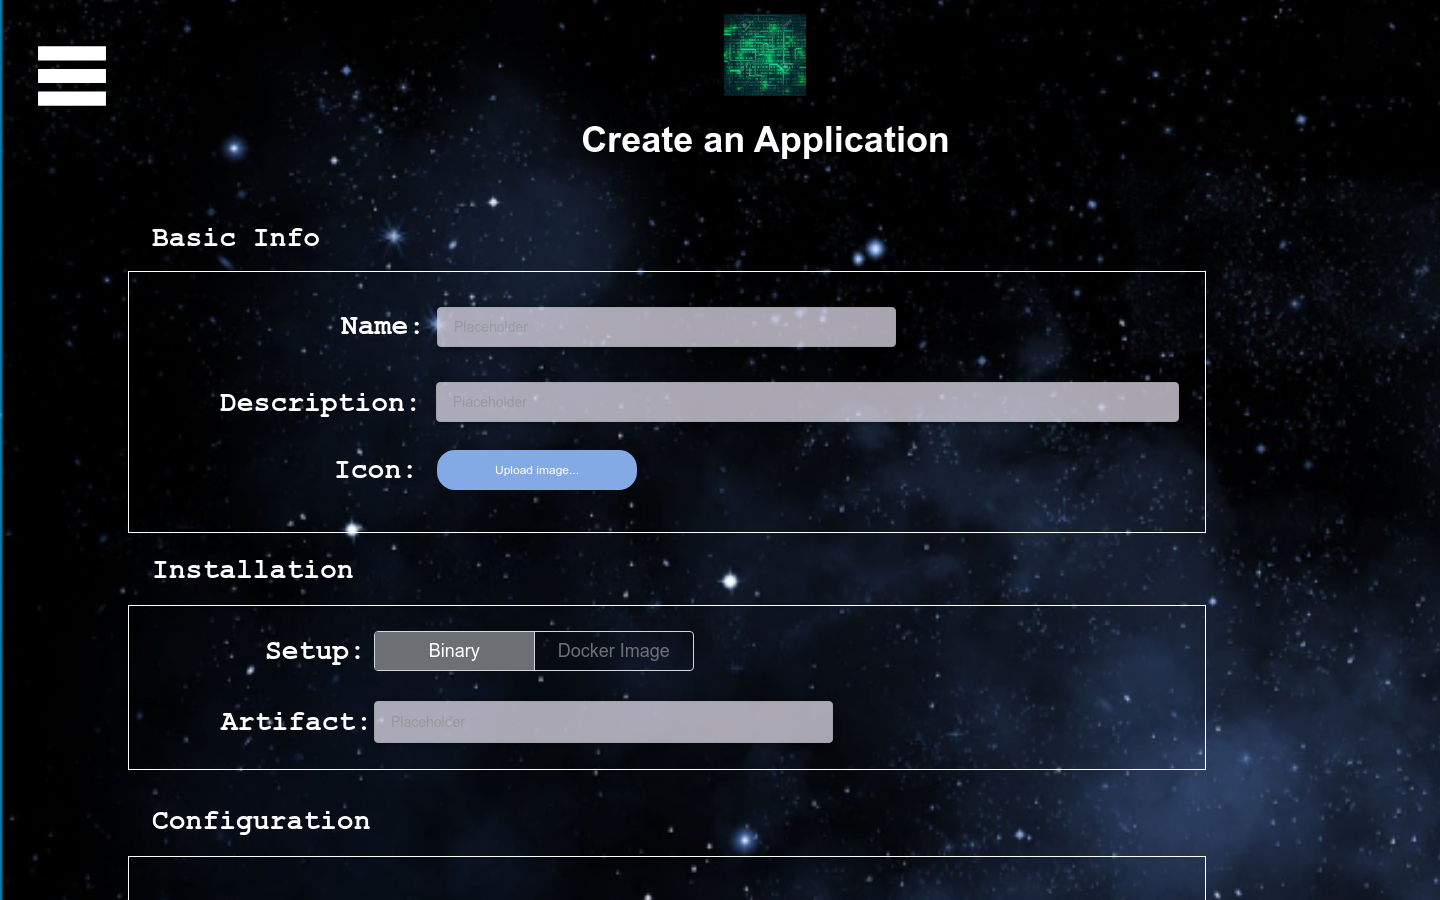 Create an Application
Basic Info
Name: Placeholder
Description: Placeholder
Icon: Upload image...
Installation
Setup: Binary Docker Image
Artifact: Placeholder
Configuration